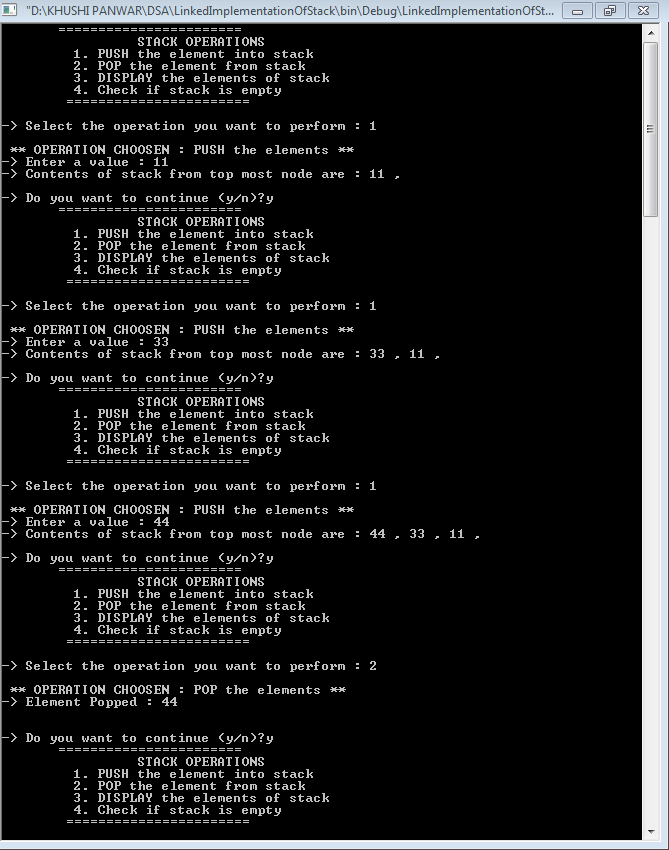 "D:\KHUSHI PANWAR\DSA\LinkedImplementationOfStack\bin\Debug\LinkedImplementationOfSt...
=======================
STACK OPERATIONS
1. PUSH the element into stack
2. POP the element from stack
3. DISPLAY the elements of stack
4. Check if stack is empty
=======================
-> Select the operation you want to perform : 1
** OPERATION CHOOSEN : PUSH the elements **
-> Enter a value : 11
-> Contents of stack from top most node are : 11 ,
-> Do you want to continue (y/n)?y
=======================
STACK OPERATIONS
1. PUSH the element into stack
2. POP the element from stack
3. DISPLAY the elements of stack
4. Check if stack is empty
=======================
-> Select the operation you want to perform : 1
** OPERATION CHOOSEN : PUSH the elements **
-> Enter a value : 33
-> Contents of stack from top most node are : 33 , 11 ,
-> Do you want to continue (y/n)?y
=======================
STACK OPERATIONS
1. PUSH the element into stack
2. POP the element from stack
3. DISPLAY the elements of stack
4. Check if stack is empty
=======================
-> Select the operation you want to perform : 1
** OPERATION CHOOSEN : PUSH the elements **
-> Enter a value : 44
-> Contents of stack from top most node are : 44 , 33 , 11 ,
-> Do you want to continue (y/n)?y
=======================
STACK OPERATIONS
1. PUSH the element into stack
2. POP the element from stack
3. DISPLAY the elements of stack
4. Check if stack is empty
=======================
-> Select the operation you want to perform : 2
** OPERATION CHOOSEN : POP the elements **
-> Element Popped : 44
-> Do you want to continue (y/n)?y
=======================
STACK OPERATIONS
1. PUSH the element into stack
2. POP the element from stack
3. DISPLAY the elements of stack
4. Check if stack is empty
=======================